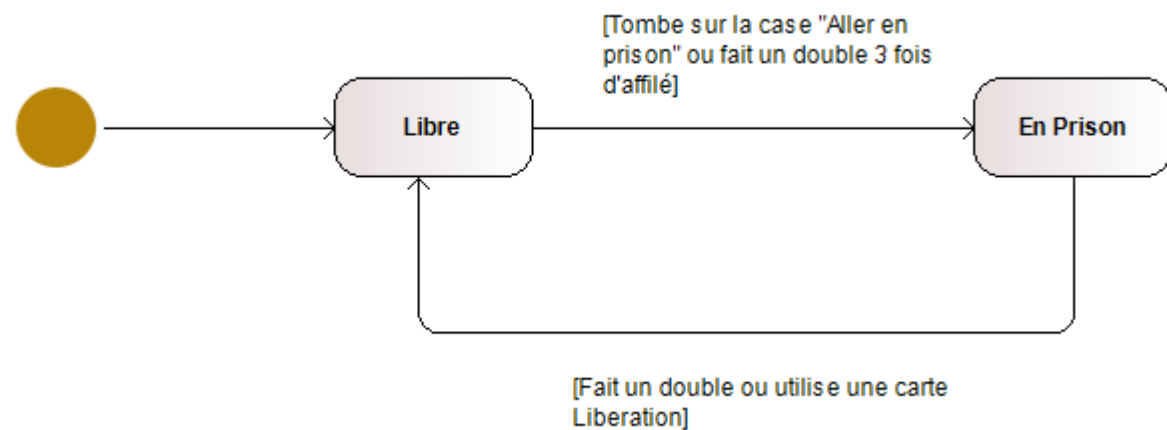 [Tombe sur la case "Aller en
prison" ou fait un double 3 fois
d'affilé]
Libre
En Prison
[Fait un double ou utilise une carte
Liberation]